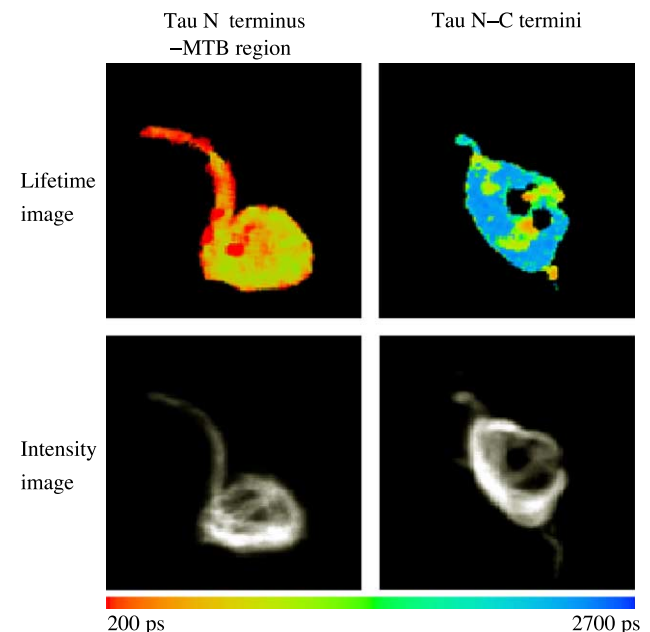 Tau N terminus
–MTB region
Tau N–C termini
Lifetime
image
Intensity
image
200 ps
2700 ps